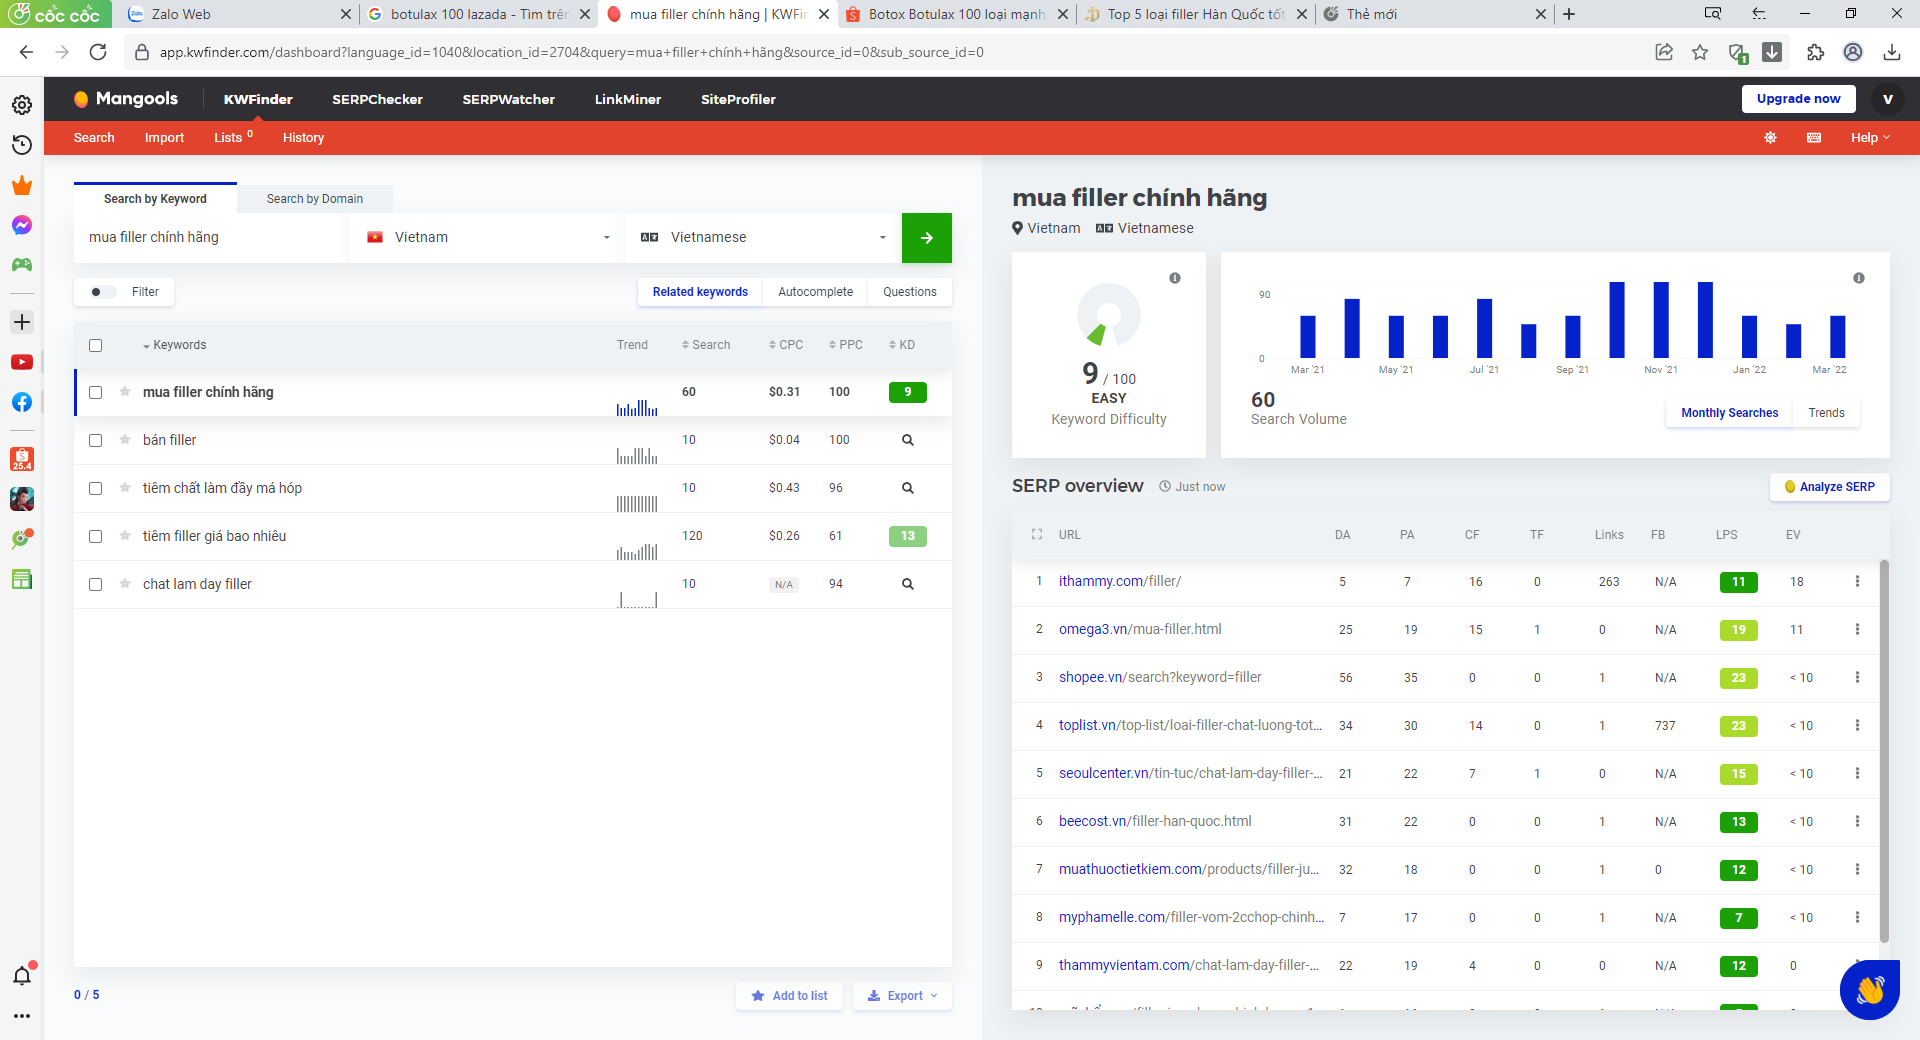 cốc cốc
Zalo Web
botulax 100 lazada - Tìm trên
mua filler chính hãng | KWFin
Botox Botulax 100 loại mạnh,
Top 5 loại filler Hàn Quốc tốt
Thẻ mới
app.kwfinder.com/dashboard?language_id=1040&location_id=2704&query=mua+filler+chính+hãng&source_id=0&sub_source_id=0
1
Mangools
KWFinder
SERPChecker
SERPWatcher
LinkMiner
SiteProfiler
Upgrade now
V
Search
Import
Lists 0
History
Help
Search by Keyword
Search by Domain
mua filler chính hãng
Vietnam
Vietnamese
Filter
Related keywords
Autocomplete
Questions
Keywords Trend Search CPC PPC KD
mua filler chính hãng 60 $0.31 100 9
bán filler 10 $0.04 100
tiêm chất làm đầy má hóp 10 $0.43 96
tiêm filler giá bao nhiêu 120 $0.26 61 13
chat lam day filler 10 N/A 94
0 / 5
Add to list
Export
25.4
mua filler chính hãng
Vietnam Vietnamese
9 / 100
EASY
Keyword Difficulty
90
0
Mar '21 May '21 Jul '21 Sep '21 Nov '21 Jan '22 Mar '22
60
Search Volume
Monthly Searches
Trends
SERP overview
Just now
Analyze SERP
URL DA PA CF TF Links FB LPS EV
1 ithammy.com/filler/ 5 7 16 0 263 N/A 11 18
2 omega3.vn/mua-filler.html 25 19 15 1 0 N/A 19 11
3 shopee.vn/search?keyword=filler 56 35 0 0 1 N/A 23 < 10
4 toplist.vn/top-list/loai-filler-chat-luong-tot... 34 30 14 0 1 737 23 < 10
5 seoulcenter.vn/tin-tuc/chat-lam-day-filler-... 21 22 7 1 0 N/A 15 < 10
6 beecost.vn/filler-han-quoc.html 31 22 0 0 1 N/A 13 < 10
7 muathuoctietkiem.com/products/filler-ju... 32 18 0 0 1 0 12 < 10
8 myphamelle.com/filler-vom-2cchop-chinh... 7 17 0 0 1 N/A 7 < 10
9 thammyvientam.com/chat-lam-day-filler-... 22 19 4 0 0 N/A 12 0